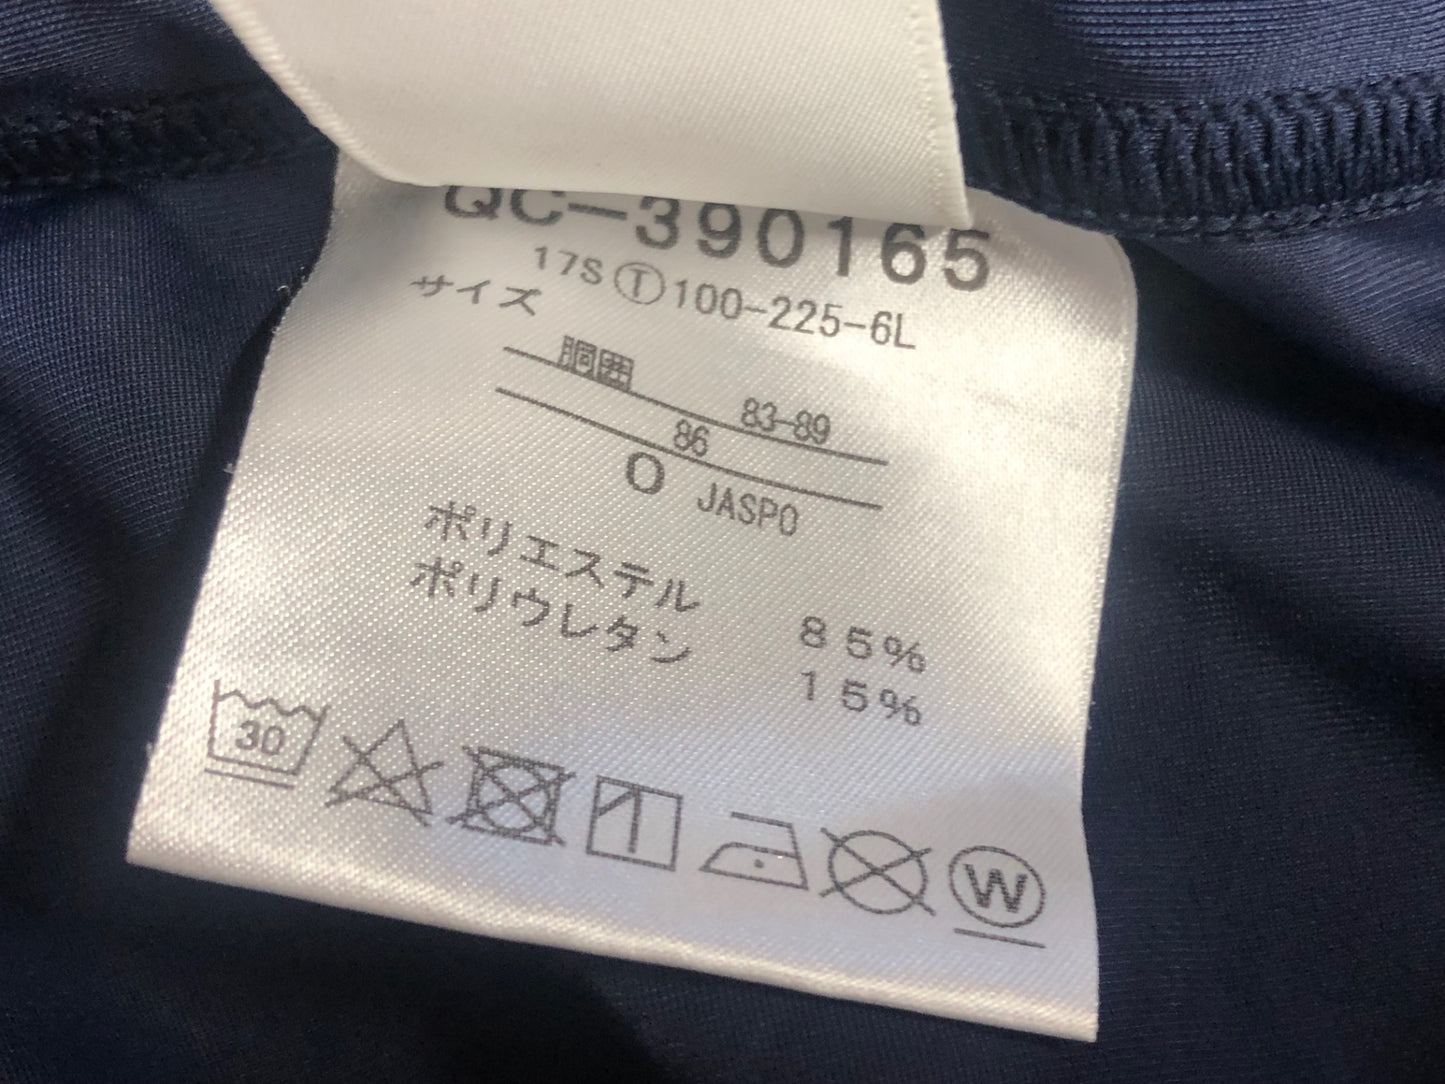 QC-390165
17S Ⓣ 100-225-6L
サイズ
胴囲 83-89
86
O JASPO
ポリエステル 85%
ポリウレタン 15%
30
W